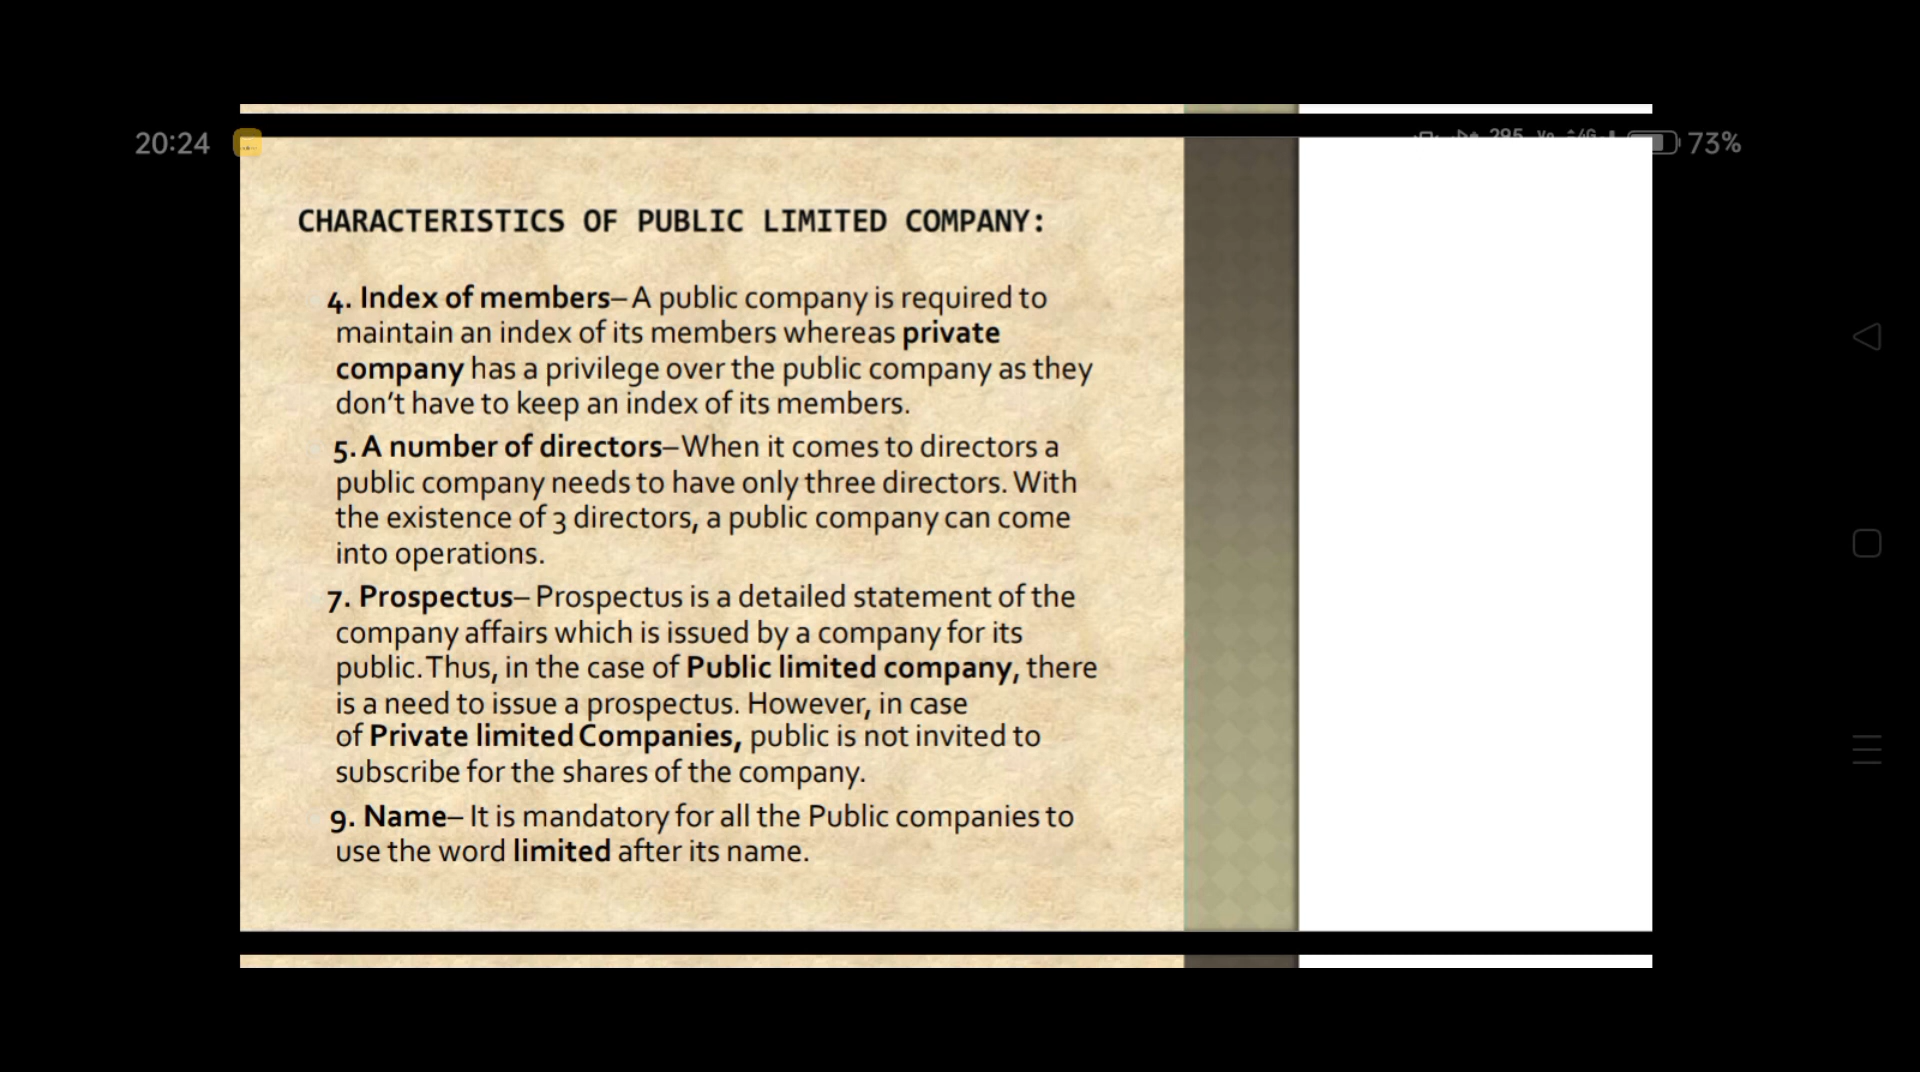 20:24
73%
CHARACTERISTICS OF PUBLIC LIMITED COMPANY:
4. Index of members– A public company is required to
maintain an index of its members whereas private
company has a privilege over the public company as they
don’t have to keep an index of its members.
5. A number of directors–When it comes to directors a
public company needs to have only three directors. With
the existence of 3 directors, a public company can come
into operations.
7. Prospectus– Prospectus is a detailed statement of the
company affairs which is issued by a company for its
public. Thus, in the case of Public limited company, there
is a need to issue a prospectus. However, in case
of Private limited Companies, public is not invited to
subscribe for the shares of the company.
9. Name– It is mandatory for all the Public companies to
use the word limited after its name.